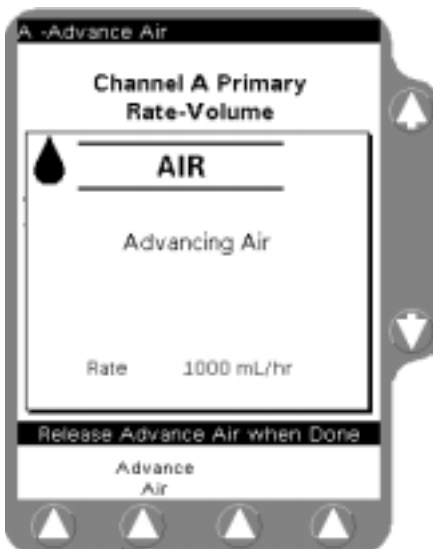 A -Advance Air
Channel A Primary
Rate-Volume
AIR
Advancing Air
Rate 1000 mL/hr
Release Advance Air when Done
Advance
Air